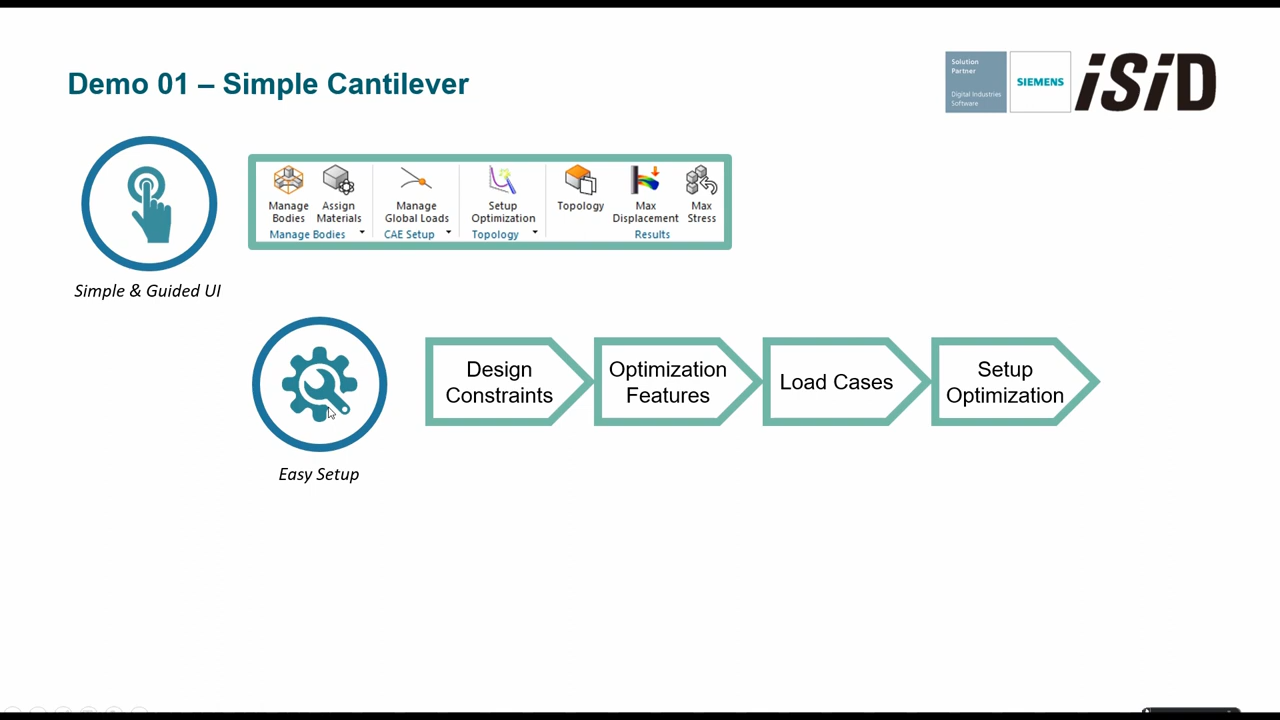 Demo 01 – Simple Cantilever
Solution
Partner
Digital Industries
Software
SIEMENS
iSiD
Manage
Bodies
Assign
Materials
Manage
Global Loads
Setup
Optimization
Topology
Max
Displacement
Max
Stress
Manage Bodies
CAE Setup
Topology
Results
Simple & Guided UI
Design
Constraints
Optimization
Features
Load Cases
Setup
Optimization
Easy Setup